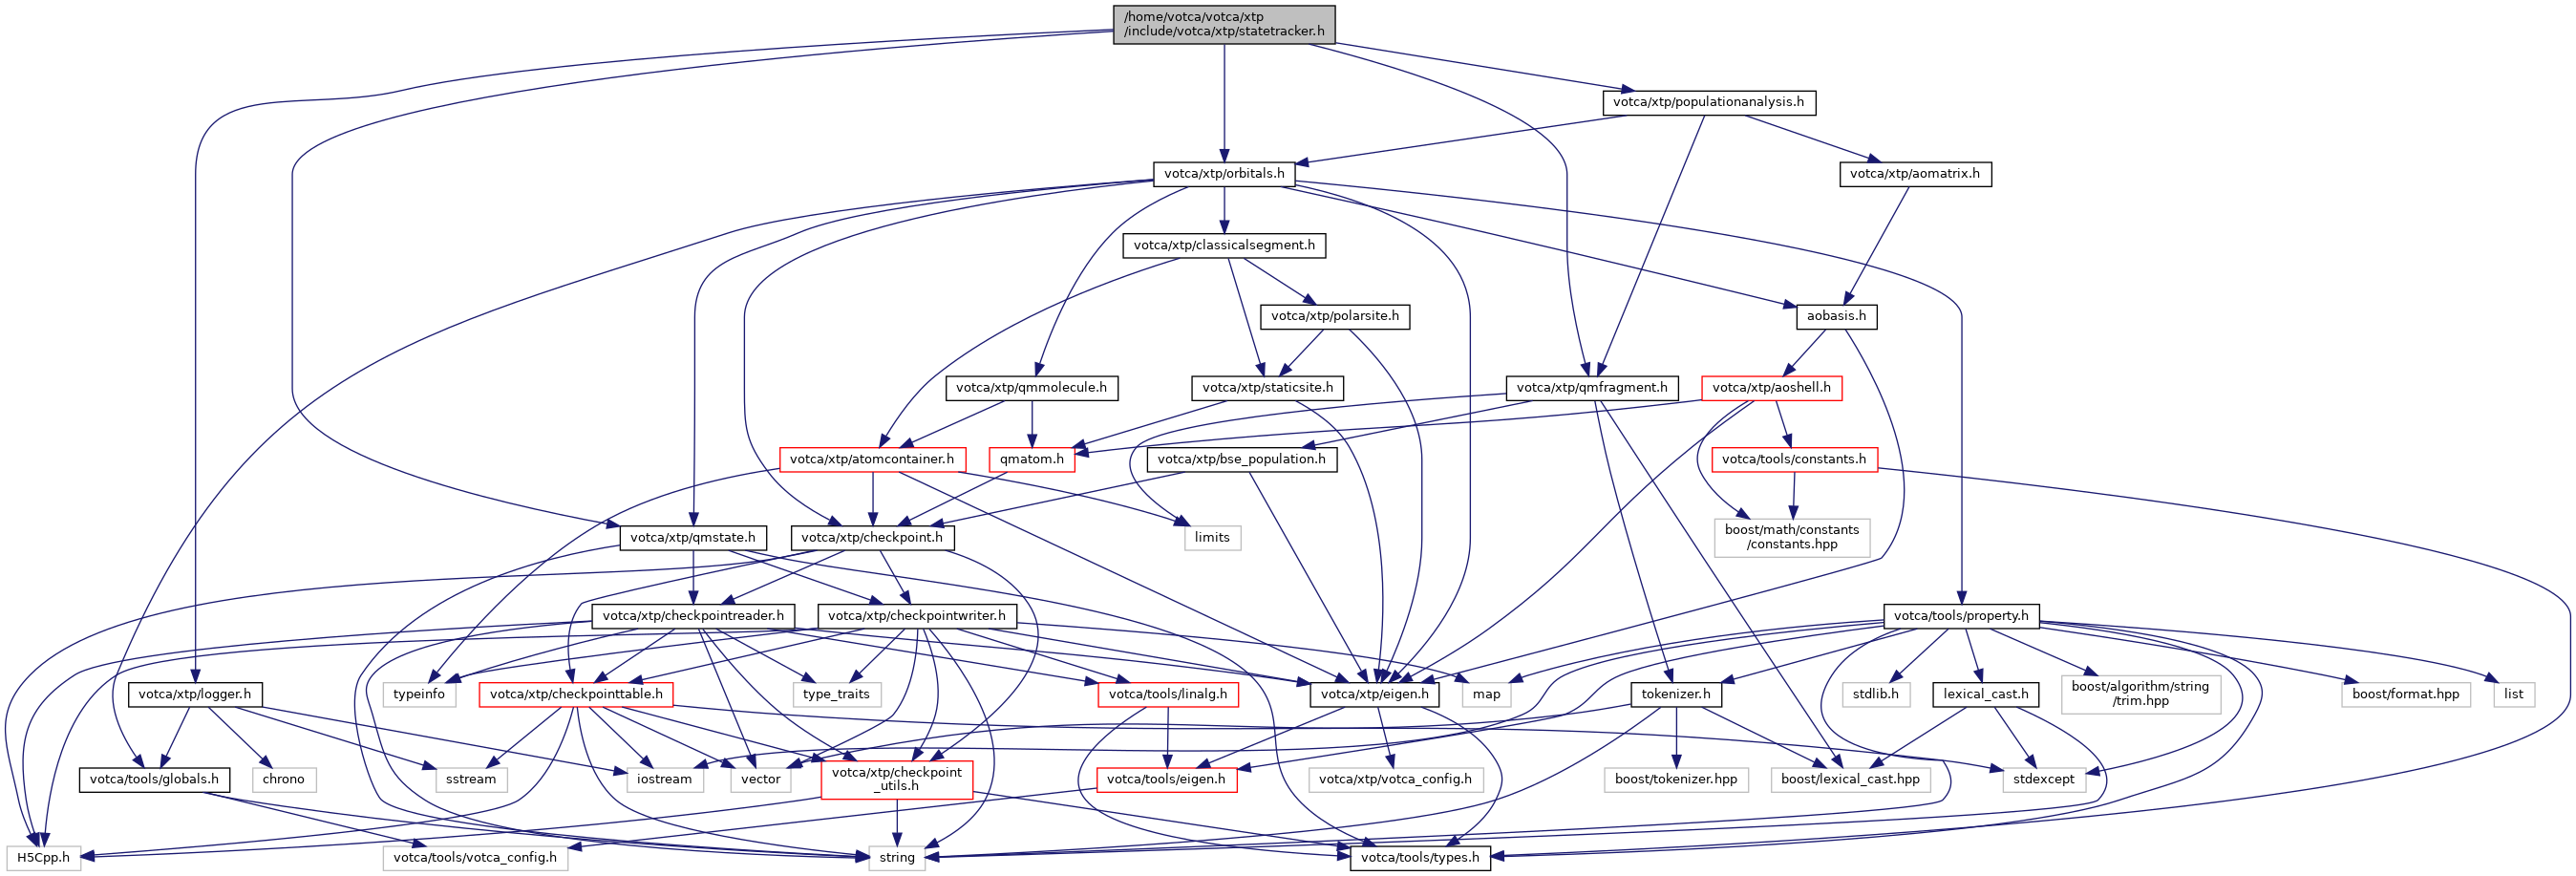 /home/votca/votca/xtp
/include/votca/xtp/statetracker.h
votca/xtp/populationanalysis.h
votca/xtp/orbitals.h
votca/xtp/aomatrix.h
votca/xtp/classicalsegment.h
votca/xtp/polarsite.h
aobasis.h
votca/xtp/qmmolecule.h
votca/xtp/staticsite.h
votca/xtp/qmfragment.h
votca/xtp/aoshell.h
votca/xtp/atomcontainer.h
qmatom.h
votca/xtp/bse_population.h
votca/tools/constants.h
votca/xtp/qmstate.h
votca/xtp/checkpoint.h
limits
boost/math/constants
/constants.hpp
votca/xtp/checkpointreader.h
votca/xtp/checkpointwriter.h
votca/tools/property.h
votca/xtp/logger.h
typeinfo
votca/xtp/checkpointtable.h
type_traits
votca/tools/linalg.h
votca/xtp/eigen.h
map
tokenizer.h
stdlib.h
lexical_cast.h
boost/algorithm/string
/trim.hpp
boost/format.hpp
list
votca/tools/globals.h
chrono
sstream
iostream
vector
votca/xtp/checkpoint
_utils.h
votca/tools/eigen.h
votca/xtp/votca_config.h
boost/tokenizer.hpp
boost/lexical_cast.hpp
stdexcept
H5Cpp.h
votca/tools/votca_config.h
string
votca/tools/types.h